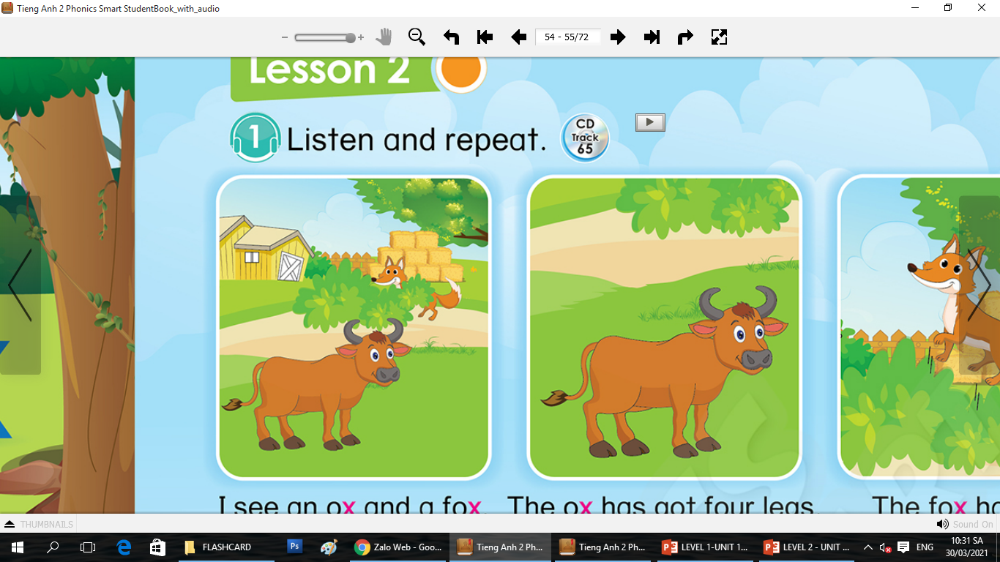 Tieng Anh 2 Phonics Smart StudentBook_with_audio
54 - 55/72
Lesson 2
1 Listen and repeat. CD Track 65
I see an ox and a fox. The ox has got four legs. The fox
THUMBNAILS Sound On
FLASHCARD Ps Zalo Web - Goo... Tieng Anh 2 Ph... Tieng Anh 2 Ph... LEVEL 1-UNIT 1... LEVEL 2 - UNIT ... ENG 10:31 SA
30/03/2021